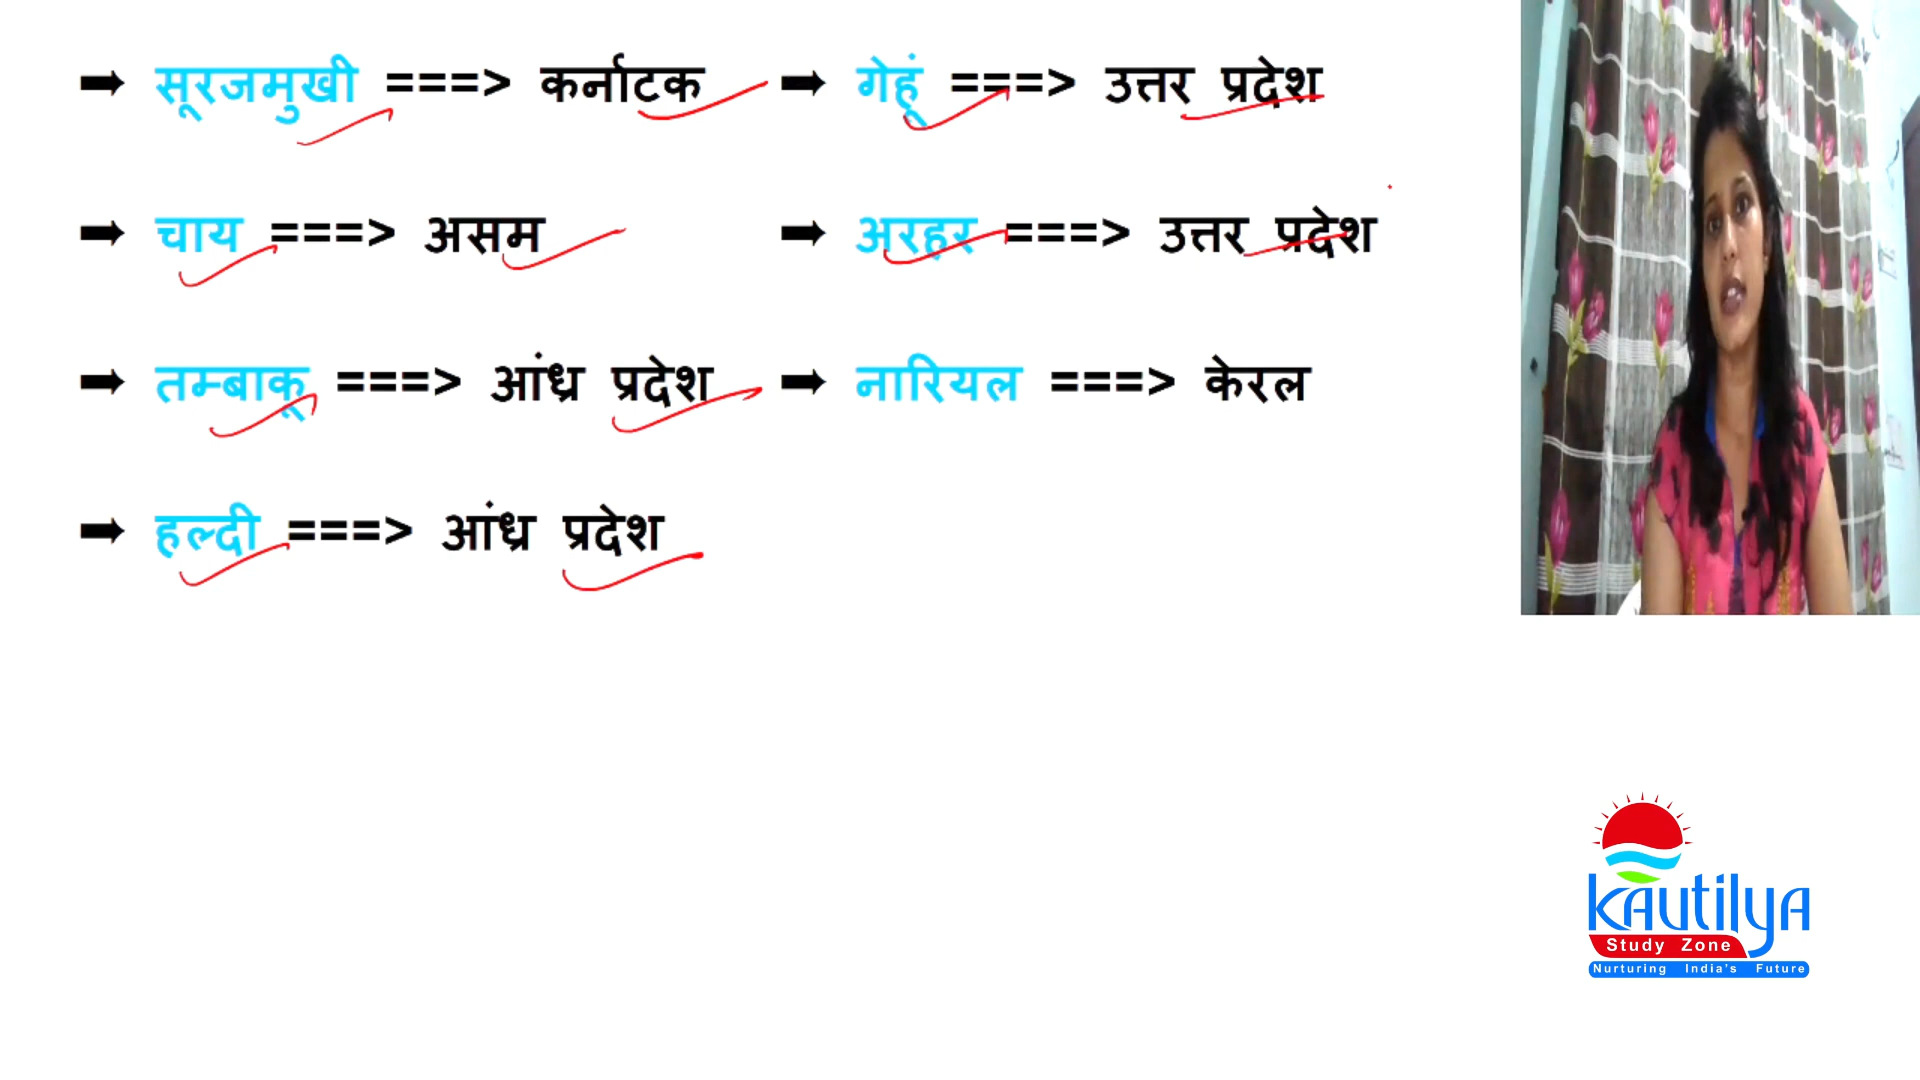 ➡ सूरजमुखी ===> कर्नाटक
➡ चाय ===> असम
➡ तम्बाकू ===> आंध्र प्रदेश
➡ हल्दी ===> आंध्र प्रदेश
➡ गेहूं ===> उत्तर प्रदेश
➡ अरहर ===> उत्तर प्रदेश
➡ नारियल ===> केरल
kautilya
Study Zone
Nurturing India's Future